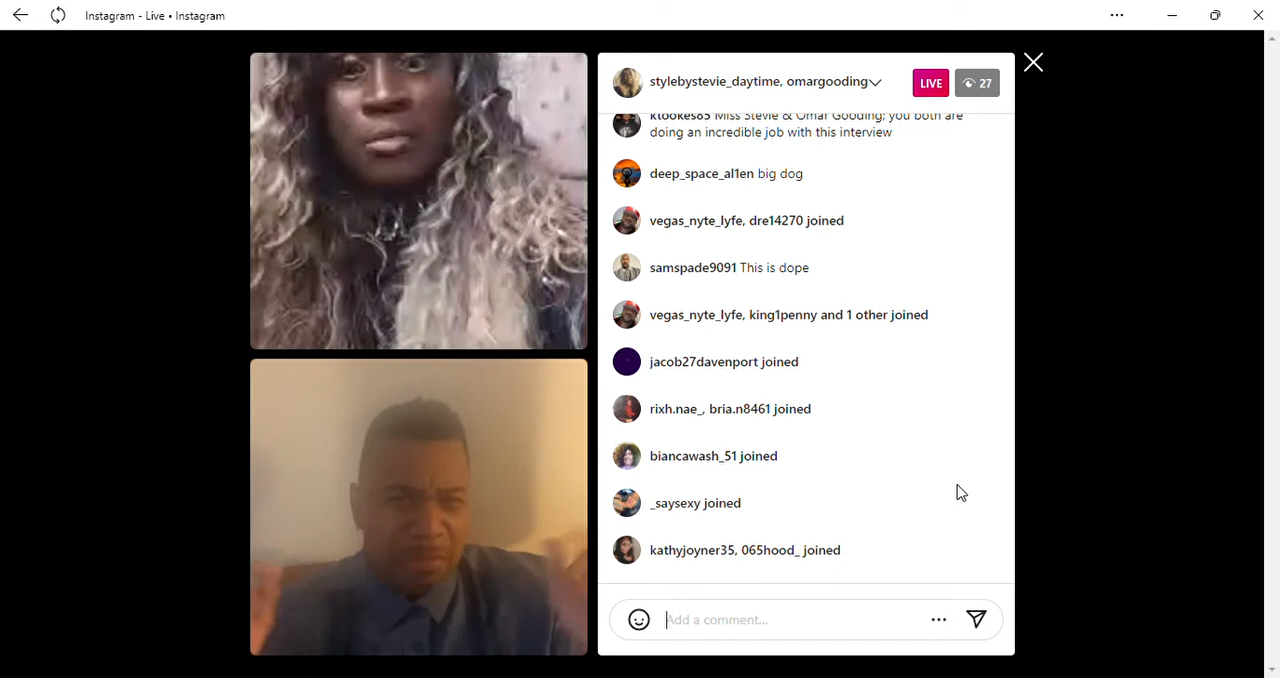 Instagram - Live • Instagram
stylebystevie_daytime, omargooding
LIVE
27
ktookes85 Miss Stevie & Omar Gooding; you both are
doing an incredible job with this interview
deep_space_al1en big dog
vegas_nyte_lyfe, dre14270 joined
samspade9091 This is dope
vegas_nyte_lyfe, king1penny and 1 other joined
jacob27davenport joined
rixh.nae_, bria.n8461 joined
biancawash_51 joined
_saysexy joined
kathyjoyner35, 065hood_ joined
Add a comment...